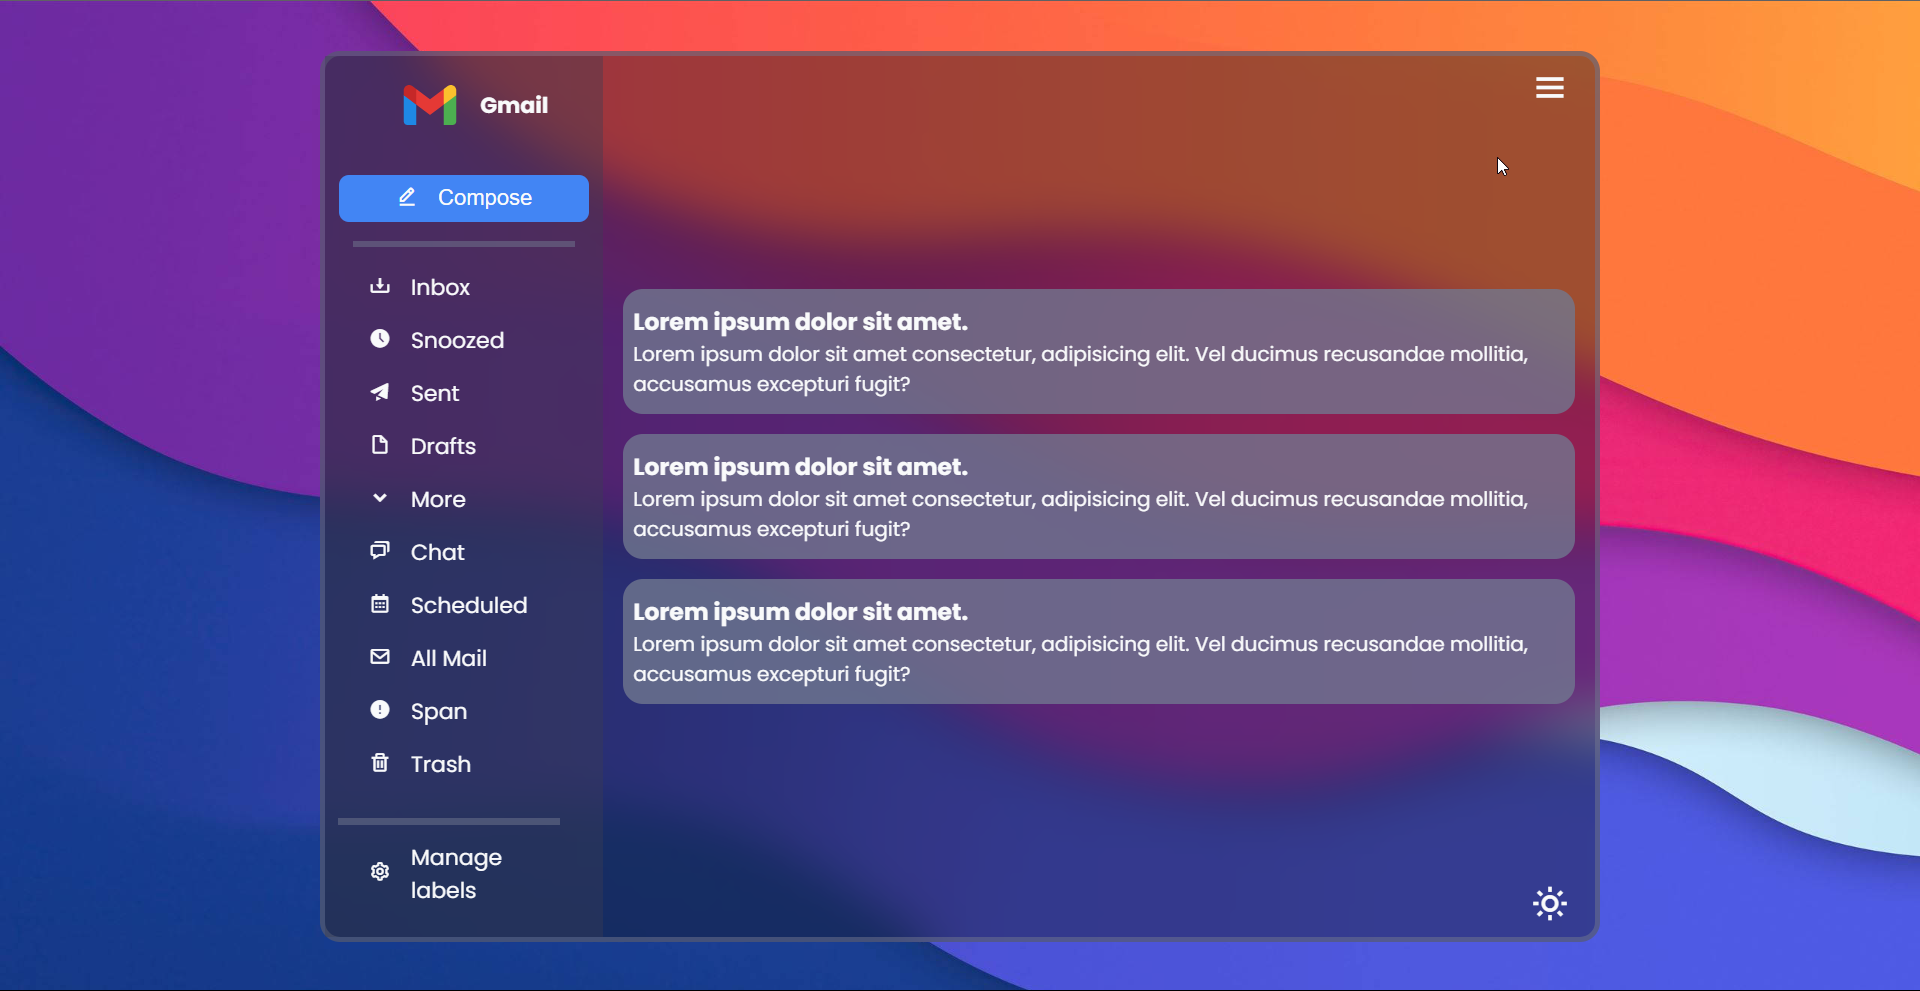 Gmail
Compose
Inbox
Snoozed
Sent
Drafts
More
Chat
Scheduled
All Mail
Span
Trash
Manage
labels
Lorem ipsum dolor sit amet.
Lorem ipsum dolor sit amet consectetur, adipisicing elit. Vel ducimus recusandae mollitia,
accusamus excepturi fugit?
Lorem ipsum dolor sit amet.
Lorem ipsum dolor sit amet consectetur, adipisicing elit. Vel ducimus recusandae mollitia,
accusamus excepturi fugit?
Lorem ipsum dolor sit amet.
Lorem ipsum dolor sit amet consectetur, adipisicing elit. Vel ducimus recusandae mollitia,
accusamus excepturi fugit?